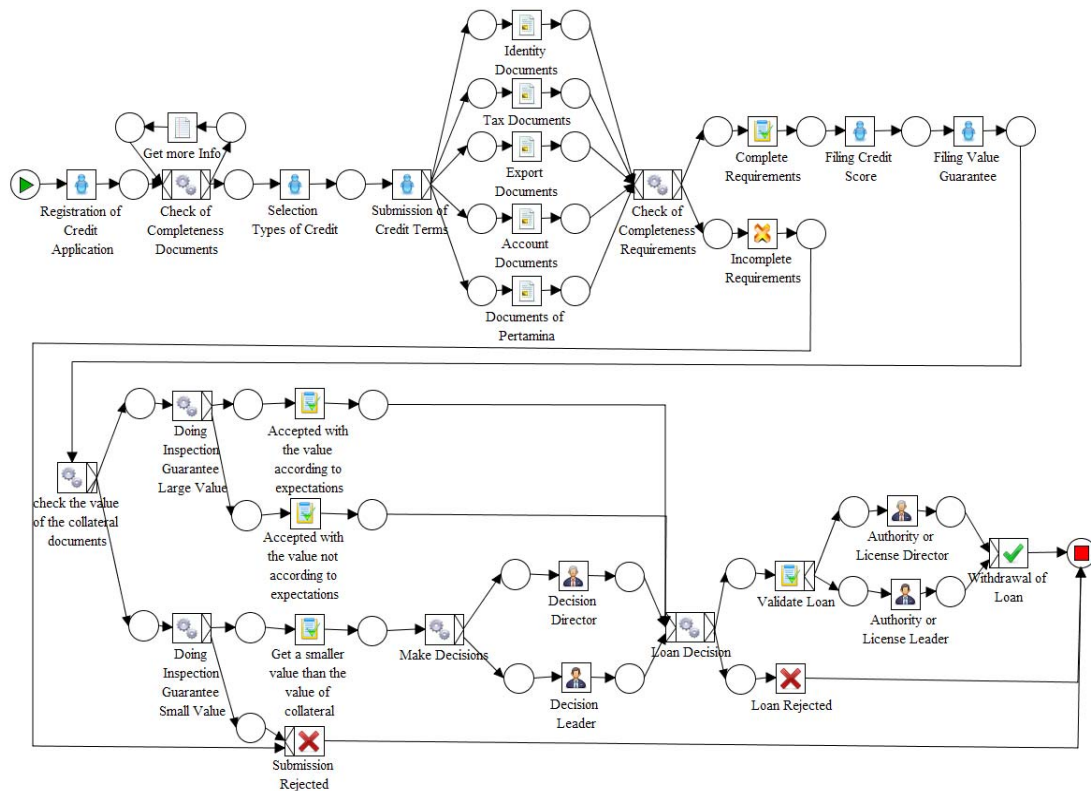 Identity
Documents
Tax Documents
Export
Documents
Account
Documents
Documents of
Pertamina
Get more Info
Registration of
Credit
Application
Check of
Completeness
Documents
Selection
Types of Credit
Submission of
Credit Terms
Check of
Completeness
Requirements
Complete
Requirements
Filing Credit
Score
Filing Value
Guarantee
Incomplete
Requirements
check the value
of the collateral
documents
Doing
Inspection
Guarantee
Large Value
Accepted with
the value
according to
expectations
Accepted with
the value not
according to
expectations
Doing
Inspection
Guarantee
Small Value
Get a smaller
value than the
value of
collateral
Submission
Rejected
Make Decisions
Decision
Director
Decision
Leader
Loan Decision
Validate Loan
Loan Rejected
Authority or
License Director
Authority or
License Leader
Withdrawal of
Loan